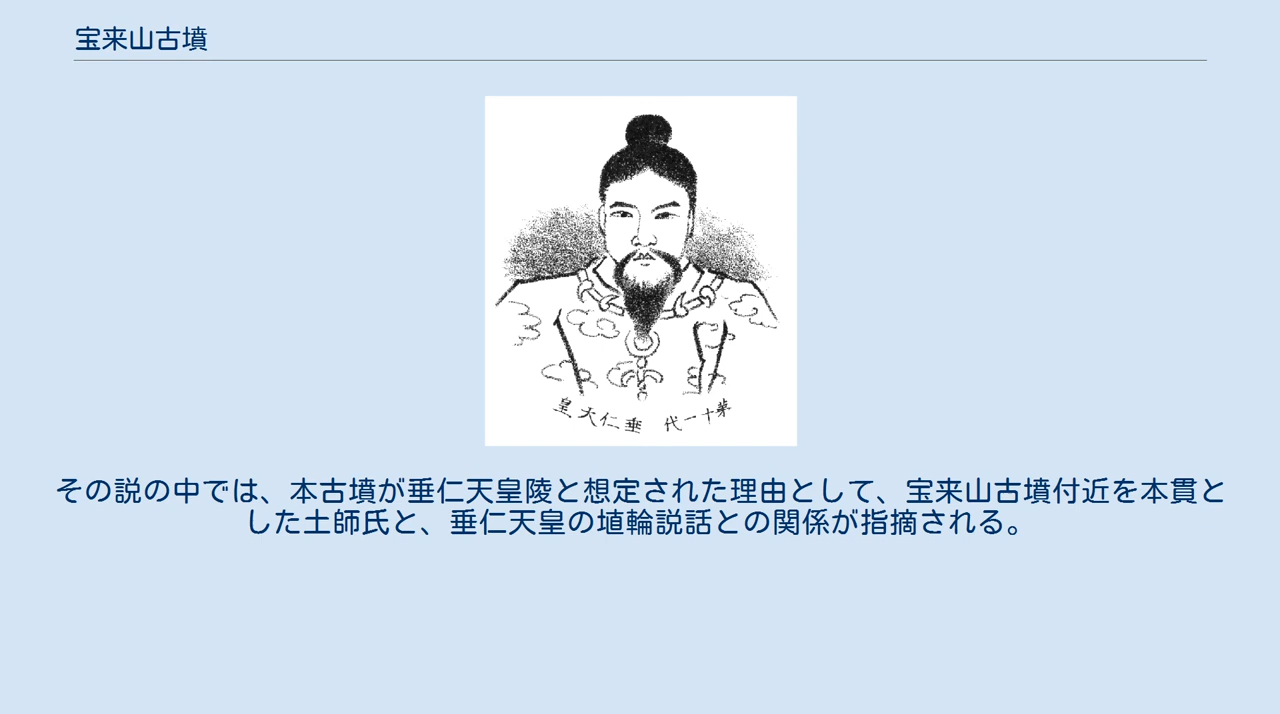 宝来山古墳
第十一代 垂仁天皇
その説の中では、本古墳が垂仁天皇陵と想定された理由として、宝来山古墳付近を本貫と
した土師氏と、垂仁天皇の埴輪説話との関係が指摘される。